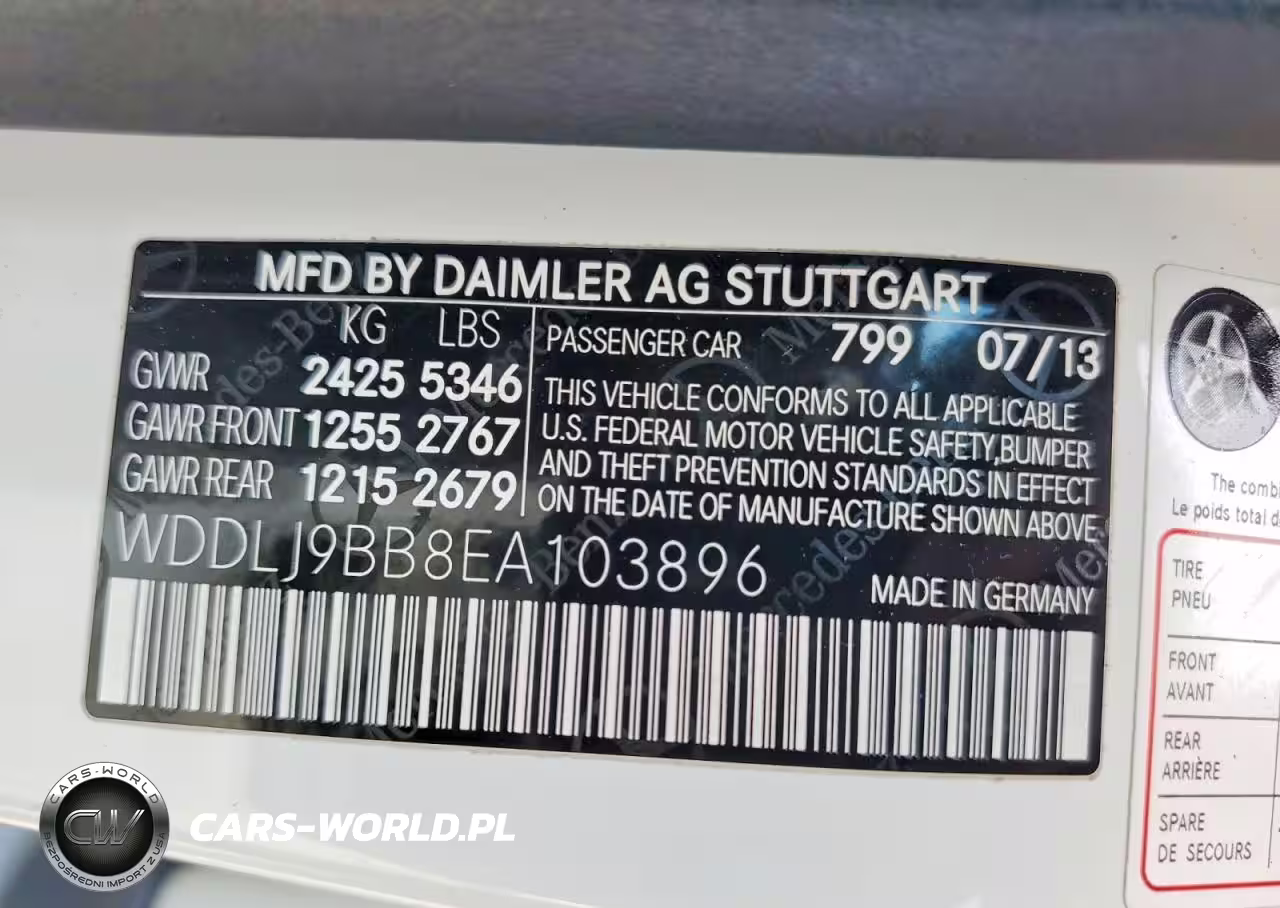 MFD BY DAIMLER AG STUTTGART
KG LBS
GVWR 2425 5346
GAWR FRONT 1255 2767
GAWR REAR 1215 2679
PASSENGER CAR 799 07/13
THIS VEHICLE CONFORMS TO ALL APPLICABLE
U.S. FEDERAL MOTOR VEHICLE SAFETY,BUMPER
AND THEFT PREVENTION STANDARDS IN EFFECT
ON THE DATE OF MANUFACTURE SHOWN ABOVE.
WDDLJ9BB8EA103896
MADE IN GERMANY
The combi
Le poids total d
TIRE
PNEU
FRONT
AVANT
REAR
ARRIÈRE
SPARE
DE SECOURS
CARS-WORLD
CW
BEZPOŚREDNI IMPORT Z USA
CARS-WORLD.PL